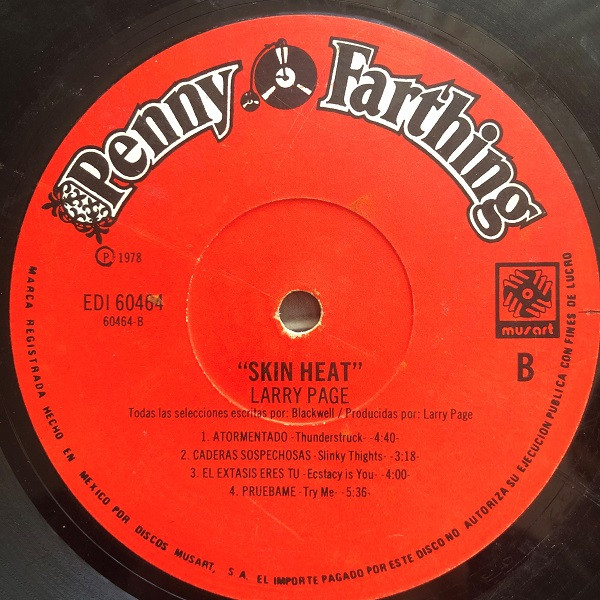 Penny Farthing
Ⓟ 1978
EDI 60464
60464-B
musart
B
"SKIN HEAT"
LARRY PAGE
Todas las selecciones escritas por: Blackwell / Producidas por: Larry Page
1. ATORMENTADO -Thunderstruck- -4:40-
2. CADERAS SOSPECHOSAS -Slinky Thights- -3:18-
3. EL EXTASIS ERES TU -Ecstacy is You- -4:00-
4. PRUEBAME -Try Me- -5:36-
MARCA REGISTRADA HECHO EN MEXICO POR DISCOS MUSART, S A. EL IMPORTE PAGADO POR ESTE DISCO NO AUTORIZA SU EJECUCION PUBLICA CON FINES DE LUCRO